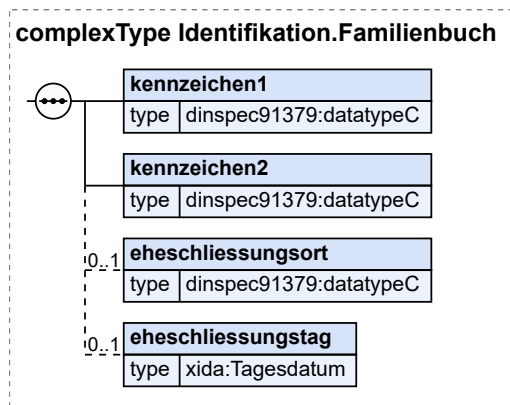 complexType Identifikation.Familienbuch
kennzeichen1
type dinspec91379:datatypeC
kennzeichen2
type dinspec91379:datatypeC
0..1 eheschliessungsort
type dinspec91379:datatypeC
0..1 eheschliessungstag
type xida:Tagesdatum